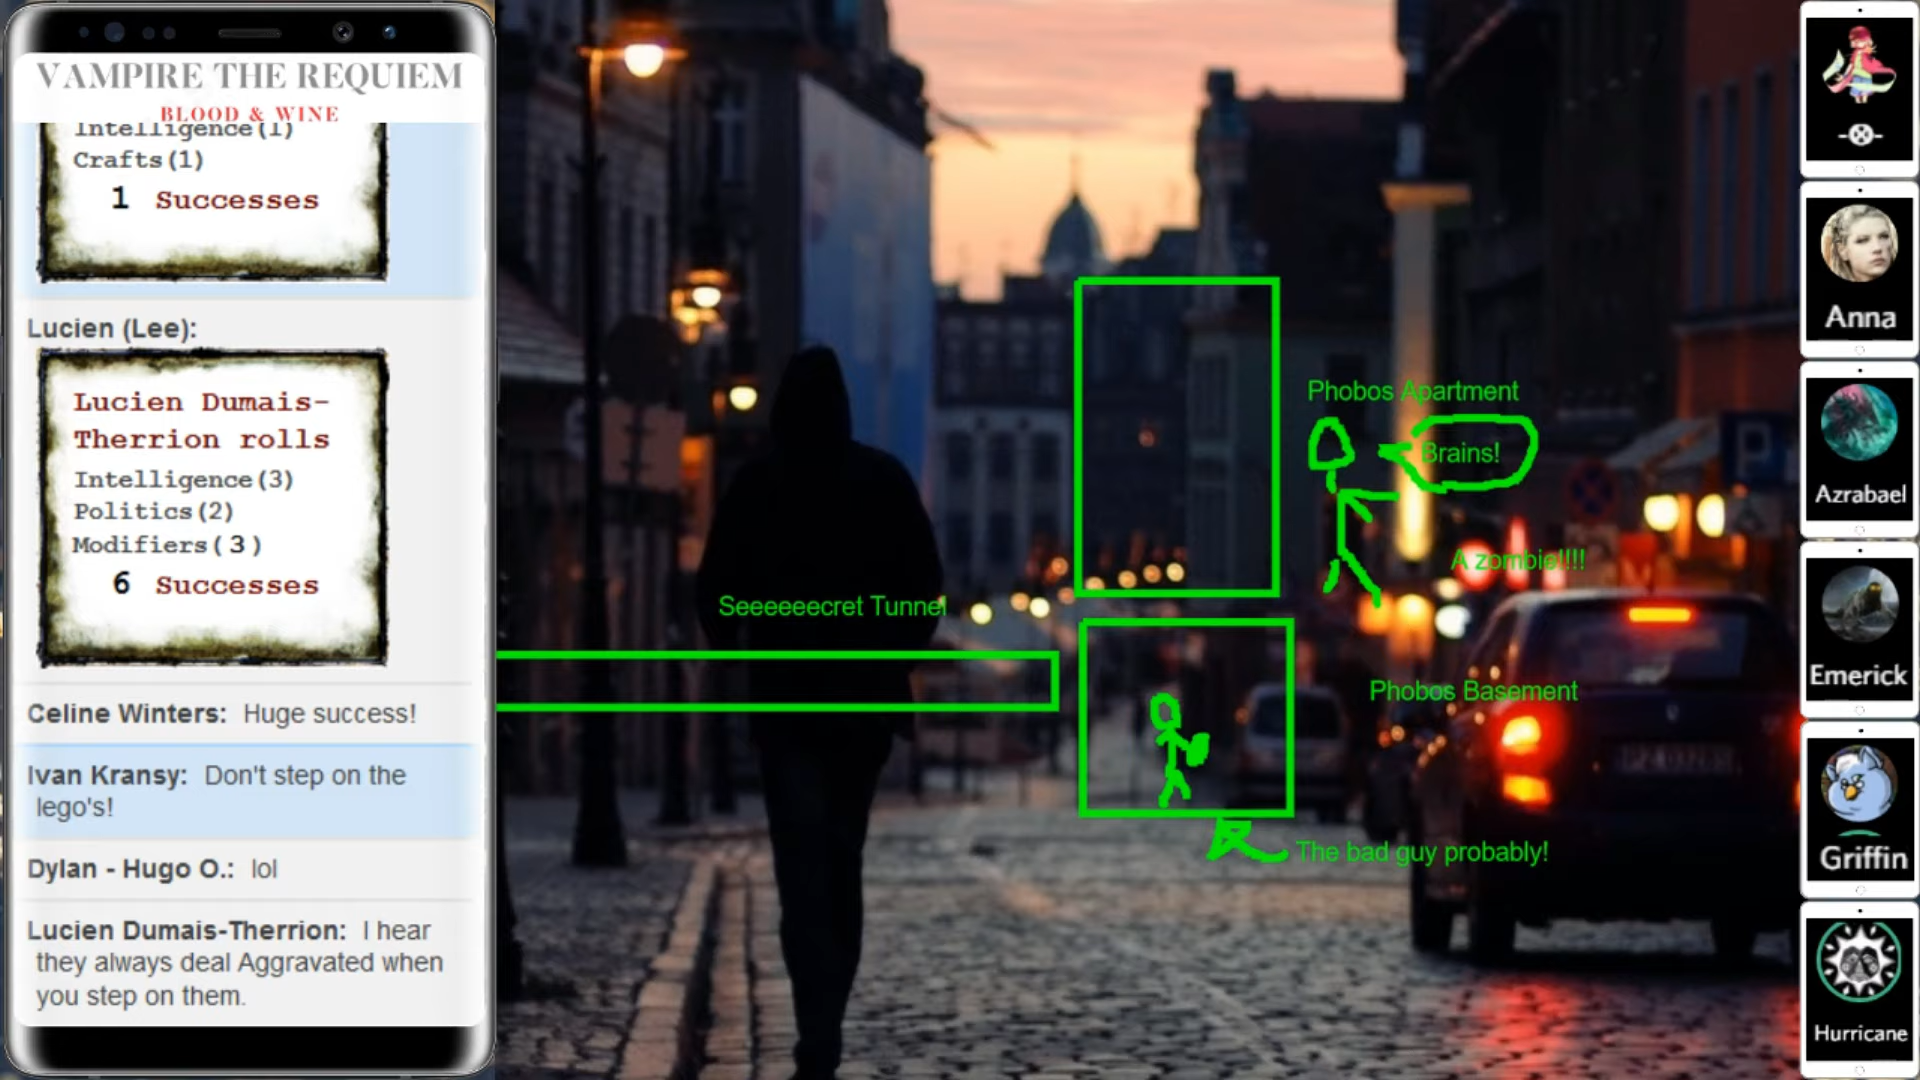 VAMPIRE THE REQUIEM
BLOOD & WINE
Intelligence(1)
Crafts(1)
1 Successes
Lucien (Lee):
Lucien Dumais-
Therrion rolls
Intelligence(3)
Politics(2)
Modifiers(3)
6 Successes
Celine Winters: Huge success!
Ivan Kransy: Don't step on the
lego's!
Dylan - Hugo O.: lol
Lucien Dumais-Therrion: I hear
they always deal Aggravated when
you step on them.
Phobos Apartment
Brains!
A zombie!!!!
Seeeeeecret Tunnel
Phobos Basement
The bad guy probably!
P
Anna
Azrabael
Emerick
Griffin
Hurricane